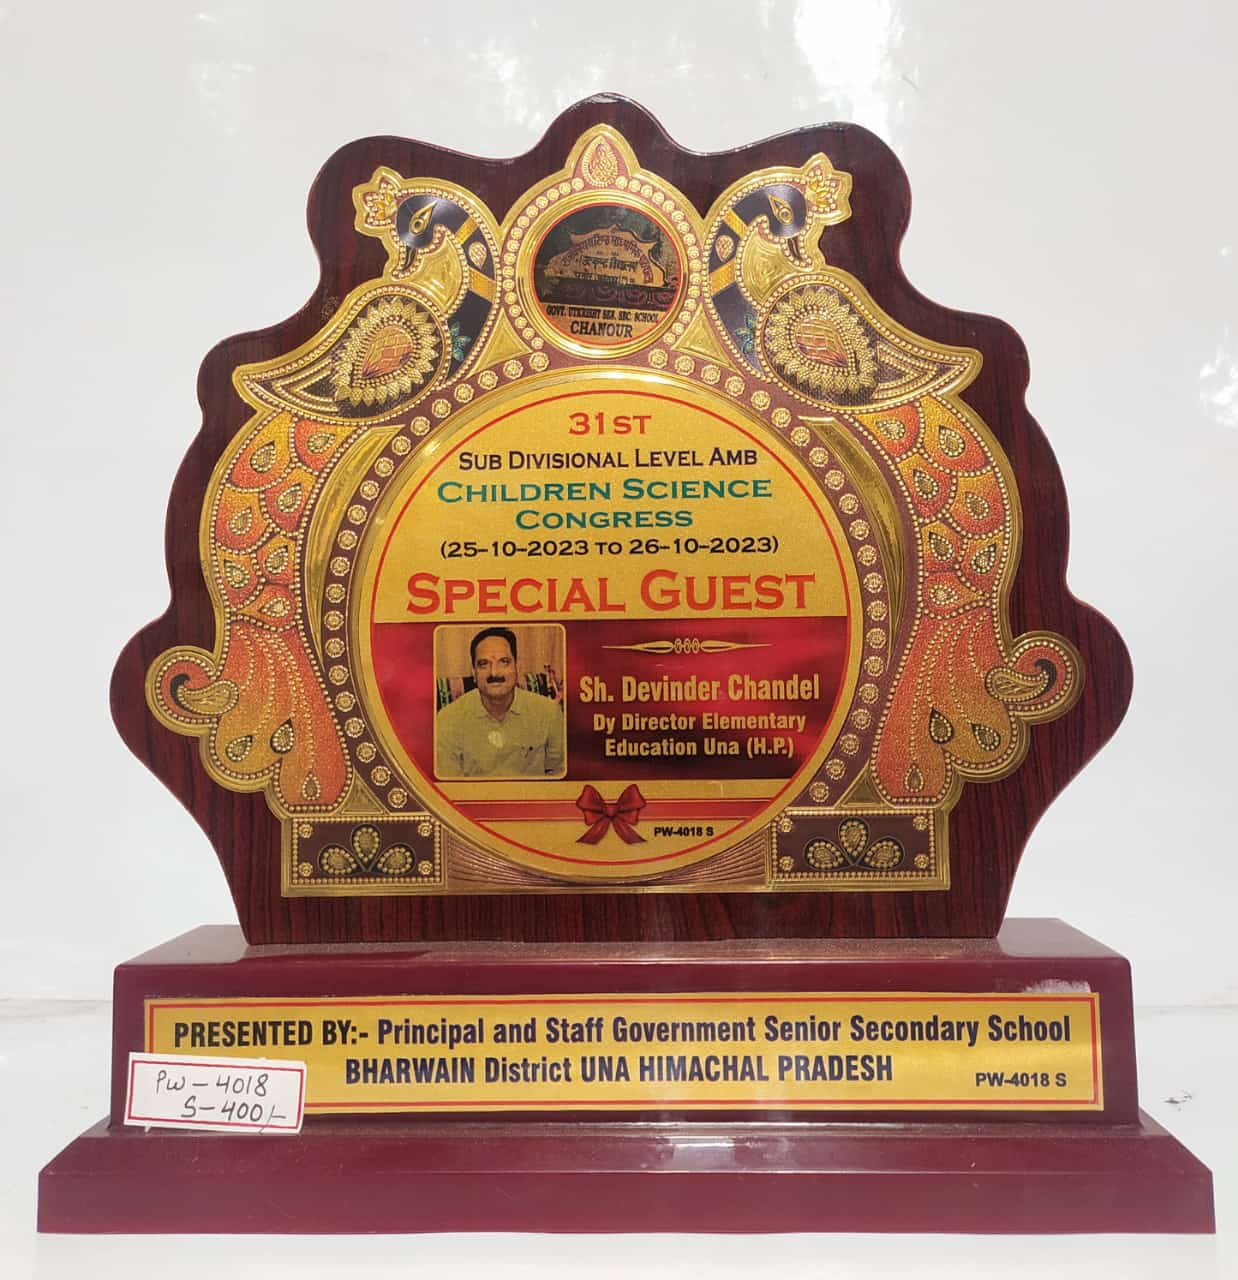 GOVT. UTKRISHT SEN. SEC. SCHOOL
CHANOUR
31ST
SUB DIVISIONAL LEVEL AMB
CHILDREN SCIENCE
CONGRESS
(25-10-2023 TO 26-10-2023)
SPECIAL GUEST
Sh. Devinder Chandel
Dy Director Elementary
Education Una (H.P.)
PW-4018 S
PRESENTED BY:- Principal and Staff Government Senior Secondary School
BHARWAIN District UNA HIMACHAL PRADESH
PW-4018 S
PW-4018
S-400/-